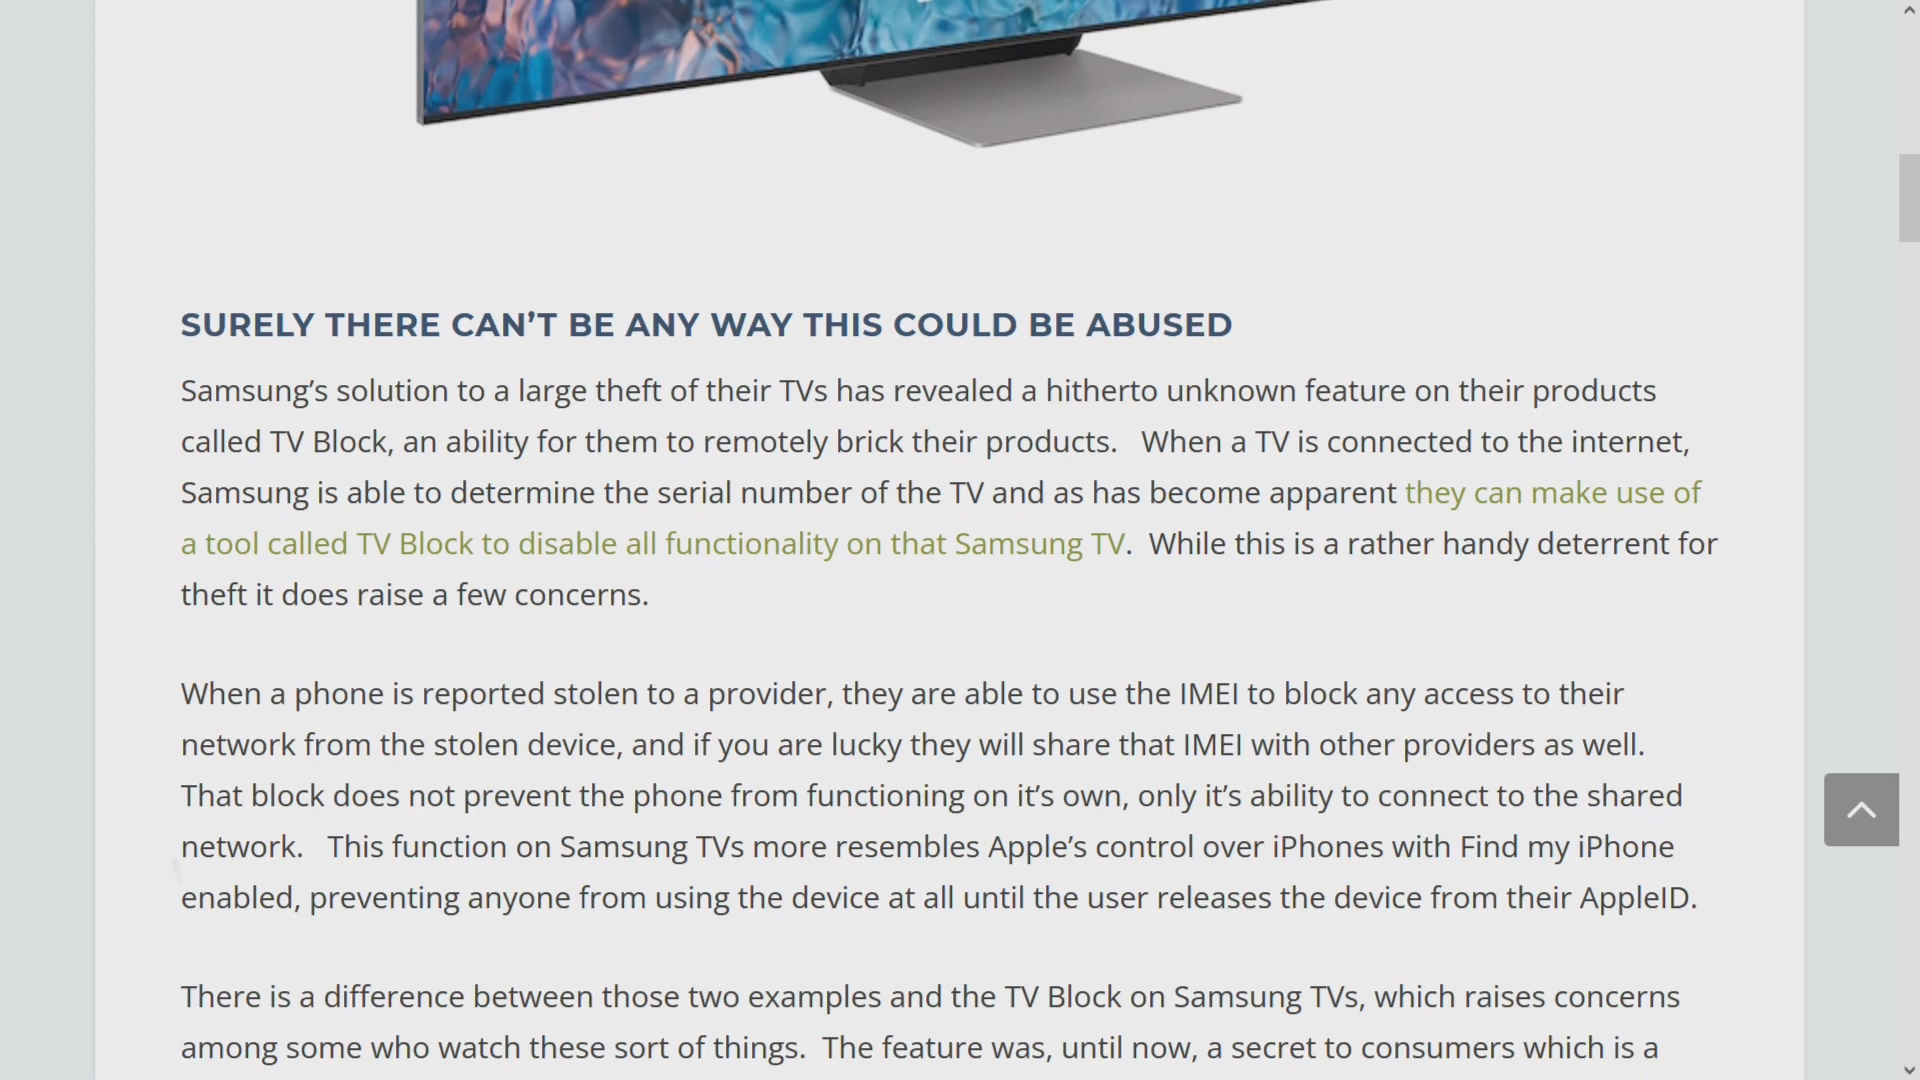 SURELY THERE CAN’T BE ANY WAY THIS COULD BE ABUSED
Samsung’s solution to a large theft of their TVs has revealed a hitherto unknown feature on their products
called TV Block, an ability for them to remotely brick their products.   When a TV is connected to the internet,
Samsung is able to determine the serial number of the TV and as has become apparent they can make use of
a tool called TV Block to disable all functionality on that Samsung TV.  While this is a rather handy deterrent for
theft it does raise a few concerns.
When a phone is reported stolen to a provider, they are able to use the IMEI to block any access to their
network from the stolen device, and if you are lucky they will share that IMEI with other providers as well.
That block does not prevent the phone from functioning on it’s own, only it’s ability to connect to the shared
network.   This function on Samsung TVs more resembles Apple’s control over iPhones with Find my iPhone
enabled, preventing anyone from using the device at all until the user releases the device from their AppleID.
There is a difference between those two examples and the TV Block on Samsung TVs, which raises concerns
among some who watch these sort of things.  The feature was, until now, a secret to consumers which is a